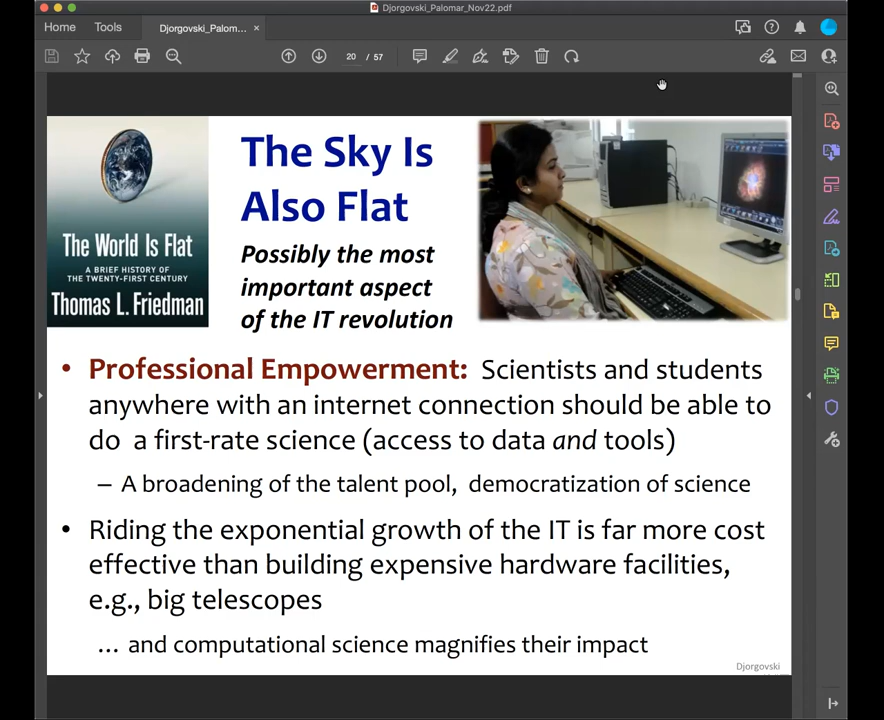 Djorgovski_Palomar_Nov22.pdf
Home
Tools
Djorgovski_Palom...
×
20 / 57
The World Is Flat
A BRIEF HISTORY OF
THE TWENTY-FIRST CENTURY
Thomas L. Friedman
The Sky Is
Also Flat
Possibly the most
important aspect
of the IT revolution
• Professional Empowerment: Scientists and students
anywhere with an internet connection should be able to
do a first-rate science (access to data and tools)
– A broadening of the talent pool, democratization of science
• Riding the exponential growth of the IT is far more cost
effective than building expensive hardware facilities,
e.g., big telescopes
… and computational science magnifies their impact
Djorgovski